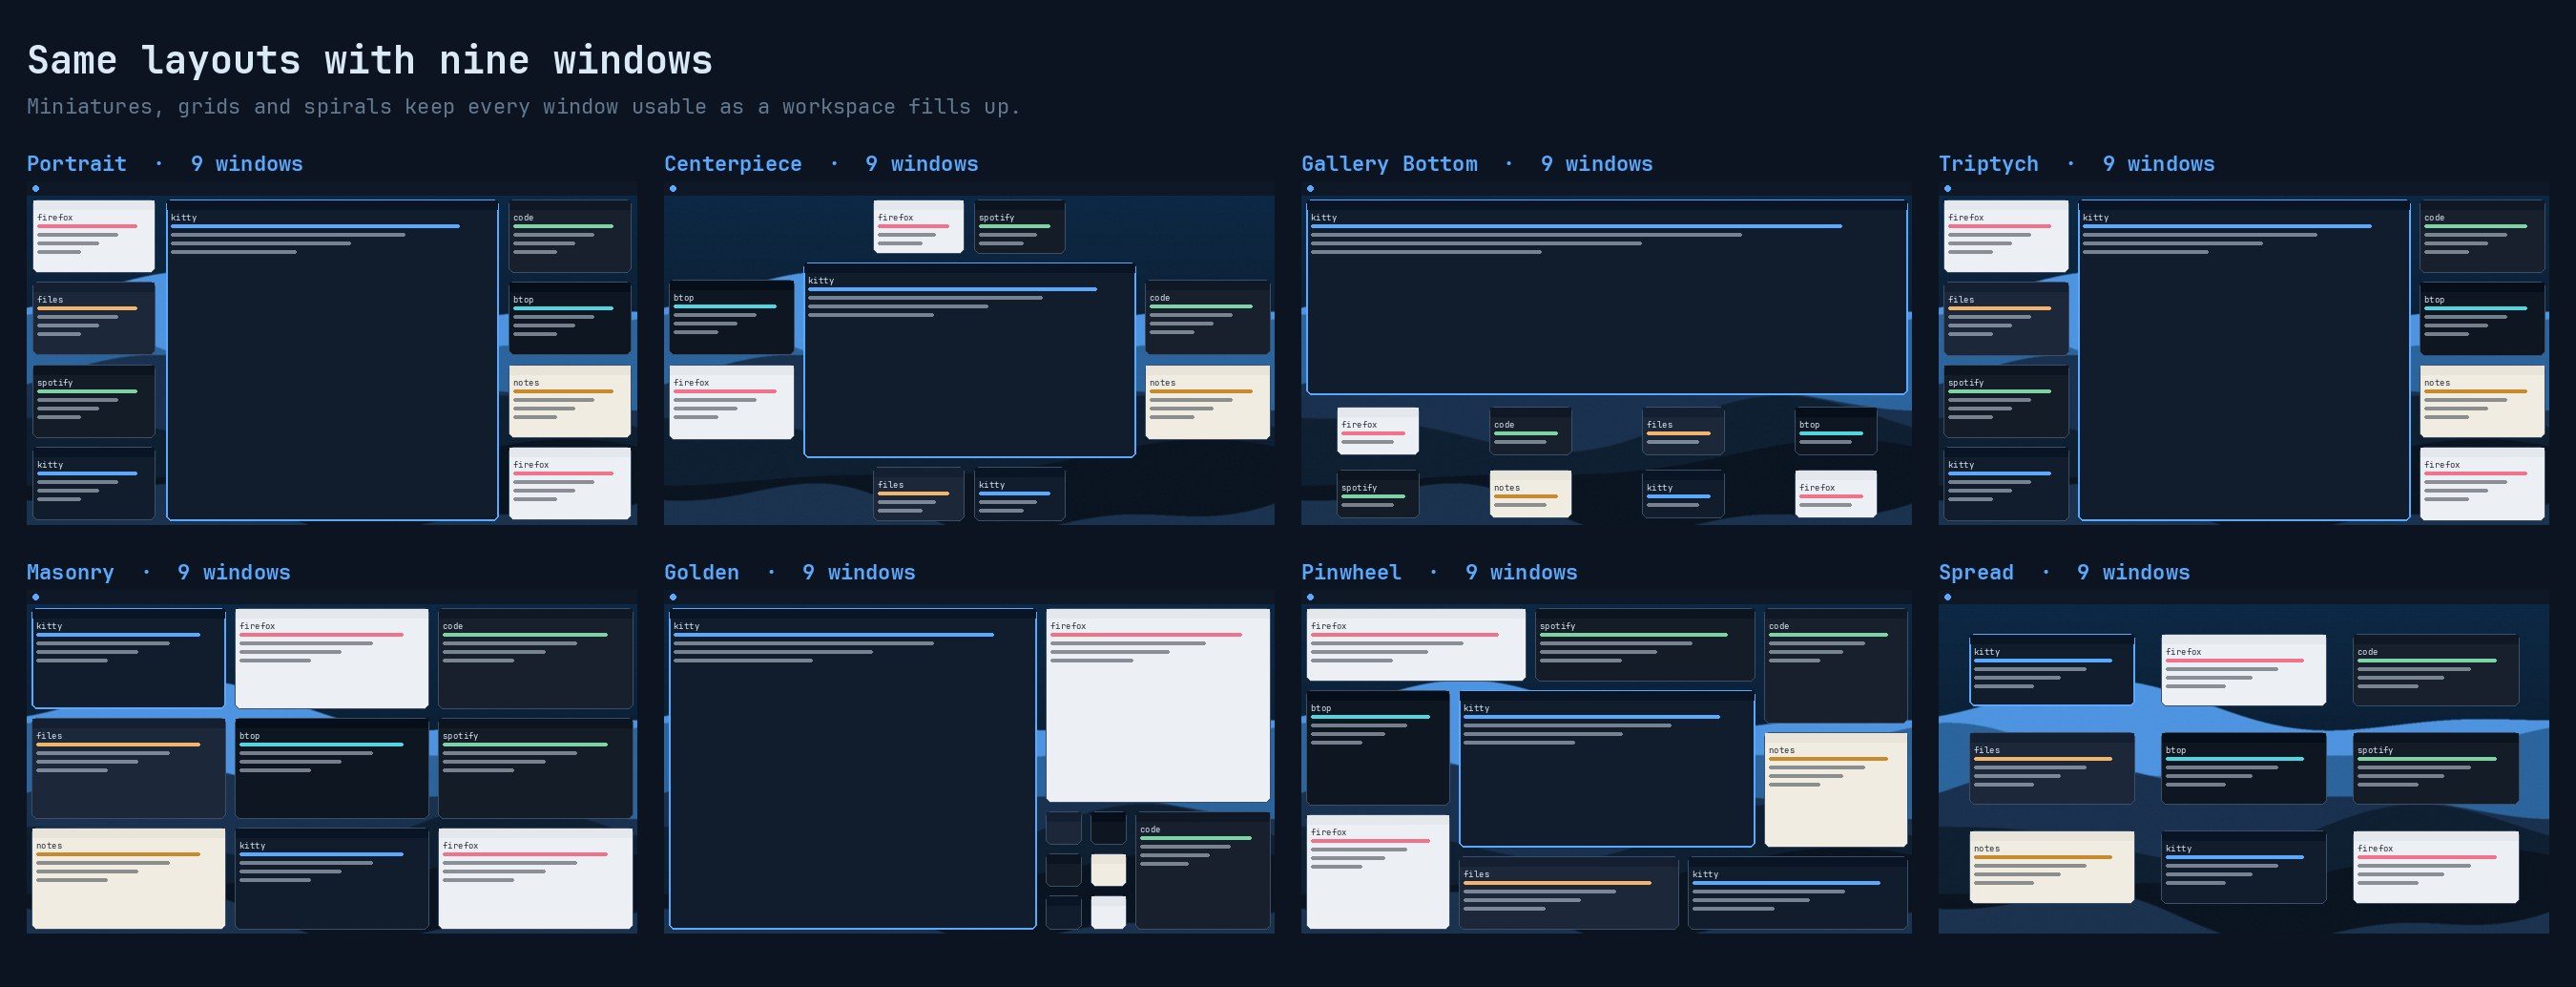 Same layouts with nine windows
Miniatures, grids and spirals keep every window usable as a workspace fills up.
Portrait · 9 windows
firefox
kitty
code
files
btop
spotify
notes
kitty
firefox
Centerpiece · 9 windows
firefox
spotify
kitty
btop
code
firefox
notes
files
kitty
Gallery Bottom · 9 windows
kitty
firefox
code
files
btop
spotify
notes
kitty
firefox
Triptych · 9 windows
firefox
kitty
code
files
btop
spotify
notes
kitty
firefox
Masonry · 9 windows
kitty
firefox
code
files
btop
spotify
notes
kitty
firefox
Golden · 9 windows
kitty
firefox
code
Pinwheel · 9 windows
firefox
spotify
code
btop
kitty
notes
firefox
files
kitty
Spread · 9 windows
kitty
firefox
code
files
btop
spotify
notes
kitty
firefox